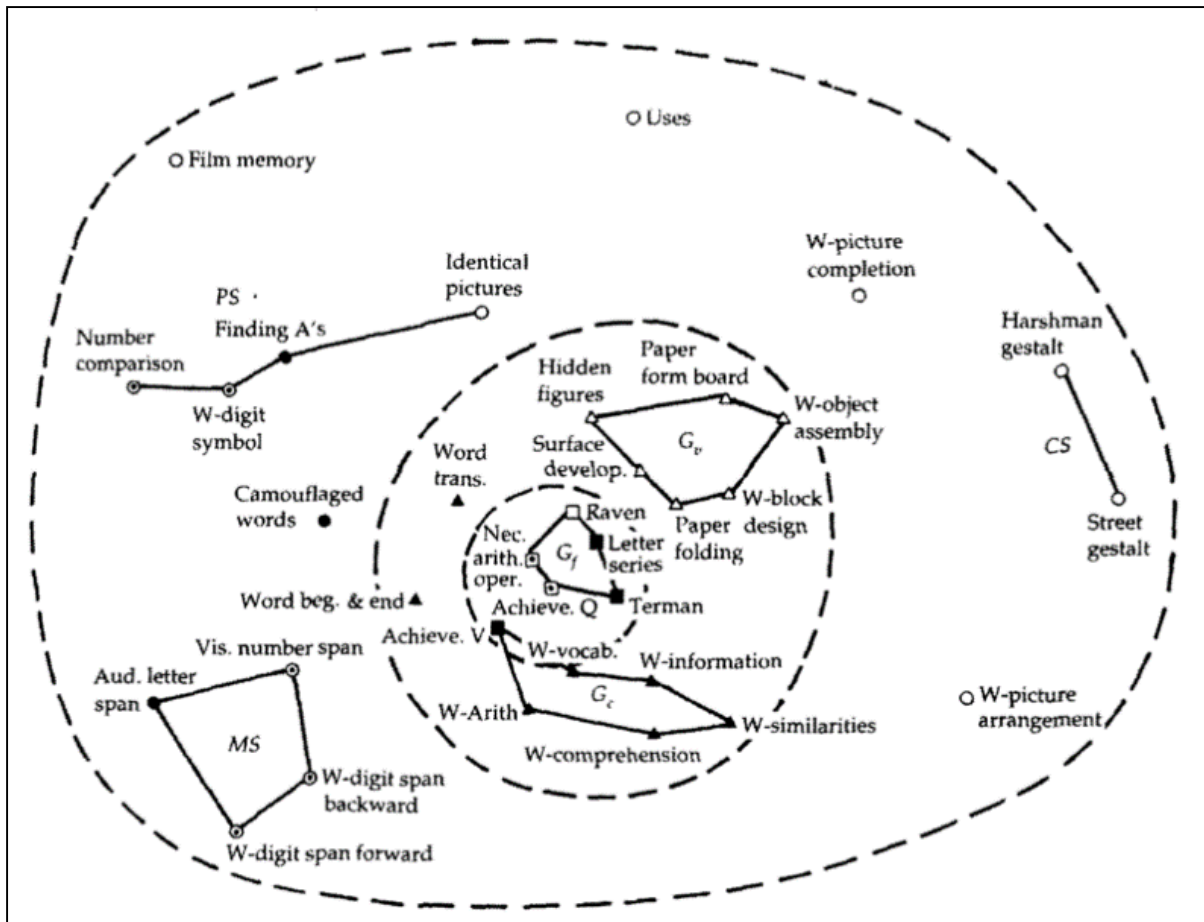 Uses
Film memory
W-picture
completion
Identical
pictures
PS
Finding A's
Number
comparison
W-digit
symbol
Harshman
gestalt
CS
Street
gestalt
Paper
form board
Hidden
figures
W-object
assembly
G_v
Surface
develop.
W-block
design
Paper
folding
Word
trans.
Camouflaged
words
Raven
Letter
series
Nec.
arith.
oper.
G_f
Achieve. Q
Terman
Word beg. & end
Achieve. V
W-vocab.
W-information
G_c
W-Arith
W-similarities
W-comprehension
W-picture
arrangement
Vis. number span
Aud. letter
span
MS
W-digit span
backward
W-digit span forward